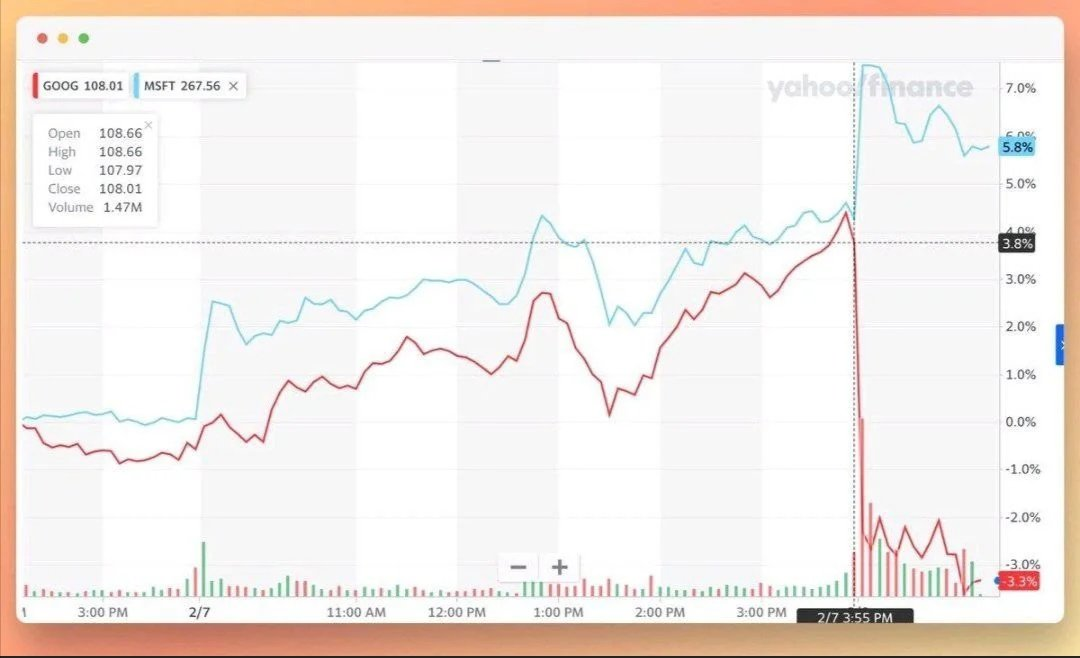 GOOG 108.01 MSFT 267.56 ×
yahoo/finance
Open 108.66 ×
High 108.66
Low 107.97
Close 108.01
Volume 1.47M
7.0%
6.0%
5.8%
5.0%
4.0%
3.8%
3.0%
2.0%
1.0%
0.0%
-1.0%
-2.0%
-3.0%
-3.3%
− +
3:00 PM 2/7 11:00 AM 12:00 PM 1:00 PM 2:00 PM 3:00 PM 2/7 3:55 PM